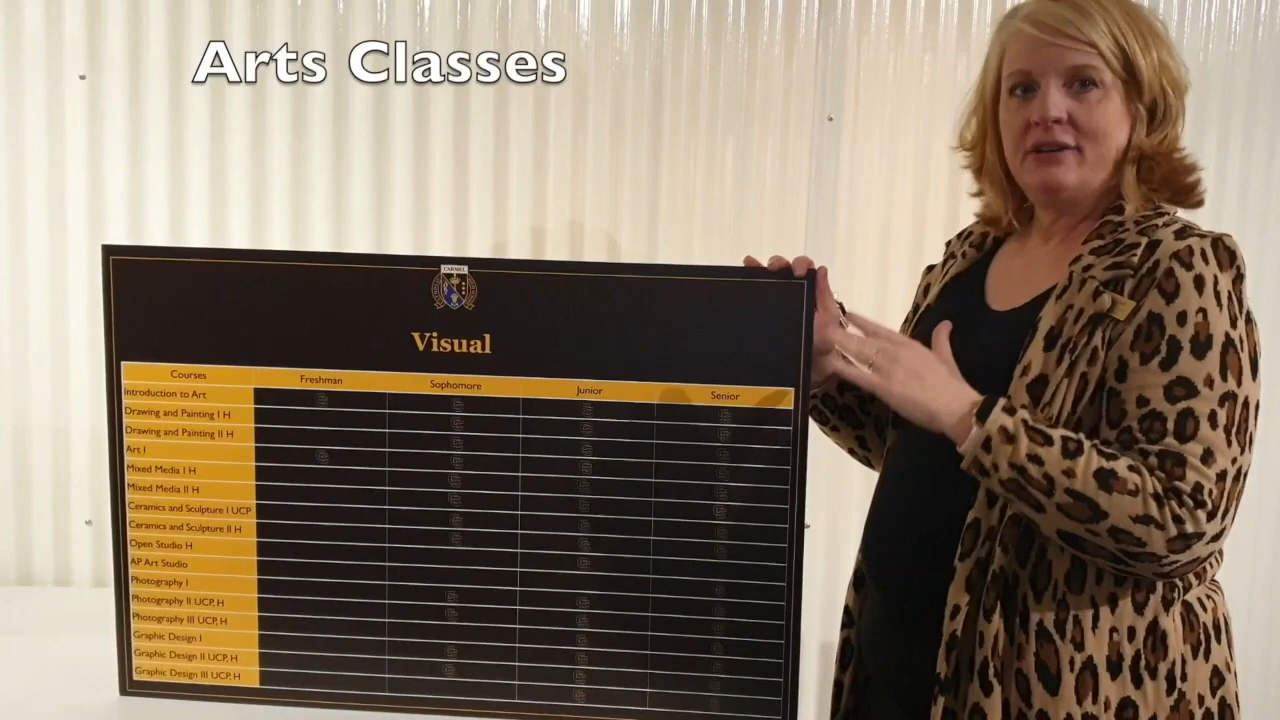 Arts Classes
CARMEL
Visual
Courses Freshman Sophomore Junior Senior
Introduction to Art
Drawing and Painting I H
Drawing and Painting II H
Art I
Mixed Media I H
Mixed Media II H
Ceramics and Sculpture I UCP
Ceramics and Sculpture II H
Open Studio H
AP Art Studio
Photography I
Photography II UCP, H
Photography III UCP, H
Graphic Design I
Graphic Design II UCP, H
Graphic Design III UCP, H